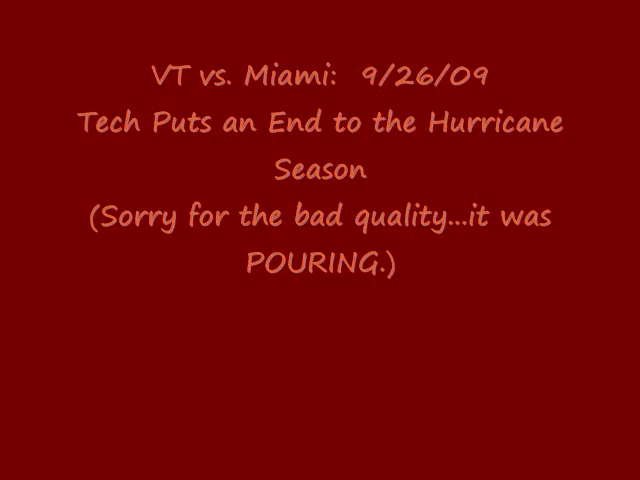 VT vs. Miami:  9/26/09
Tech Puts an End to the Hurricane
Season
(Sorry for the bad quality...it was
POURING.)